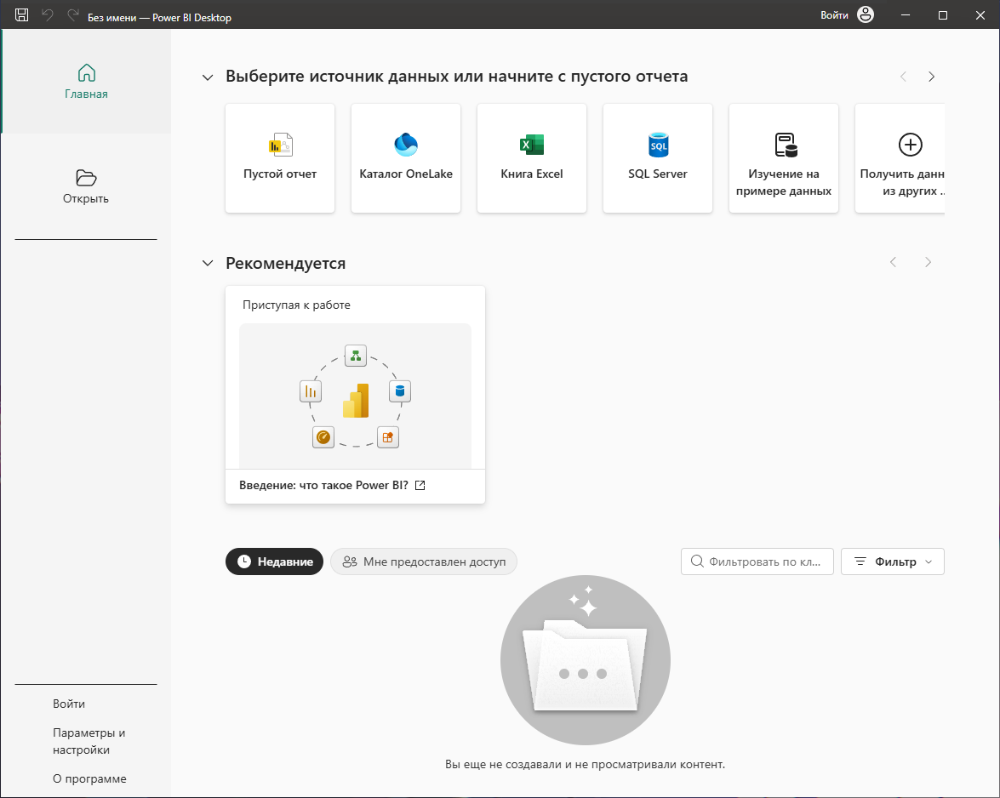 Без имени — Power BI Desktop
Войти
Главная
Открыть
Выберите источник данных или начните с пустого отчета
Пустой отчет
Каталог OneLake
Книга Excel
SQL
SQL Server
Изучение на
примере данных
Получить данн
из других ..
Рекомендуется
Приступая к работе
Введение: что такое Power BI?
Недавние
Мне предоставлен доступ
Фильтровать по кл...
Фильтр
Вы еще не создавали и не просматривали контент.
Войти
Параметры и
настройки
О программе